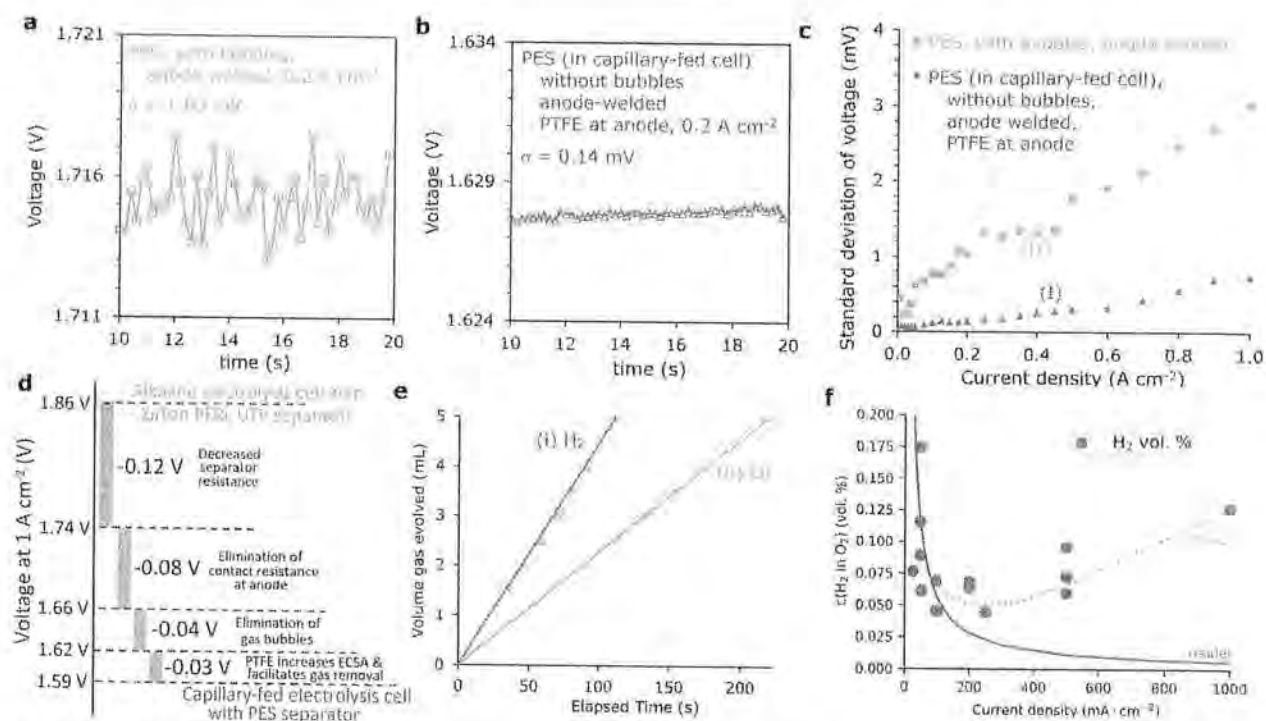 a
1,721
1,716
1,711
Voltage (V)
10 12 14 16 18 20
time (s)
b
1.634
1.629
1.624
Voltage (V)
PES (in capillary-fed cell)
without bubbles
anode-welded
PTFE at anode, 0.2 A cm⁻²
σ = 0.14 mV
10 12 14 16 18 20
time (s)
c
Standard deviation of voltage (mV)
4
3
2
1
0
PES (in capillary-fed cell),
without bubbles,
anode welded,
PTFE at anode
0.0 0.2 0.4 0.6 0.8 1.0
Current density (A cm⁻²)
d
Voltage at 1 A cm⁻² (V)
1.86 V
-0.12 V
Decreased
separator
resistance
1.74 V
-0.08 V
Elimination of
contact resistance
at anode
1.66 V
-0.04 V
Elimination of
gas bubbles
1.62 V
-0.03 V
PTFE increases ECSA &
facilitates gas removal
1.59 V
Capillary-fed electrolysis cell
with PES separator
e
Volume gas evolved (mL)
5
4
3
2
1
0
(i) H₂
0 50 100 150 200
Elapsed Time (s)
f
(H₂ in O₂) (vol. %)
0.200
0.175
0.150
0.125
0.100
0.075
0.050
0.025
0.000
H₂ vol. %
0 200 400 600 800 1000
Current density (mA·cm⁻²)